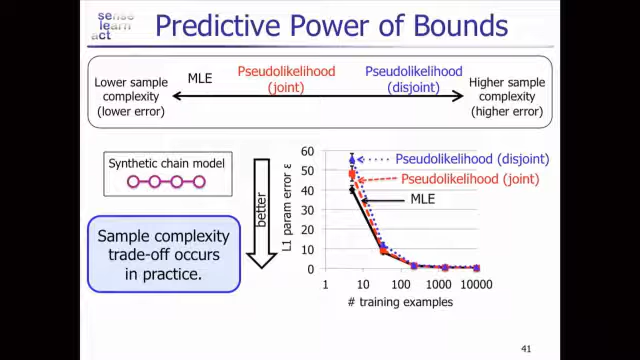 sense
learn
act
Predictive Power of Bounds
Lower sample
complexity
(lower error)
MLE
Pseudolikelihood
(joint)
Pseudolikelihood
(disjoint)
Higher sample
complexity
(higher error)
Synthetic chain model
better
Sample complexity
trade-off occurs
in practice.
L1 param error ε
60
50
40
30
20
10
0
1 10 100 1000 10000
# training examples
Pseudolikelihood (disjoint)
Pseudolikelihood (joint)
MLE
41